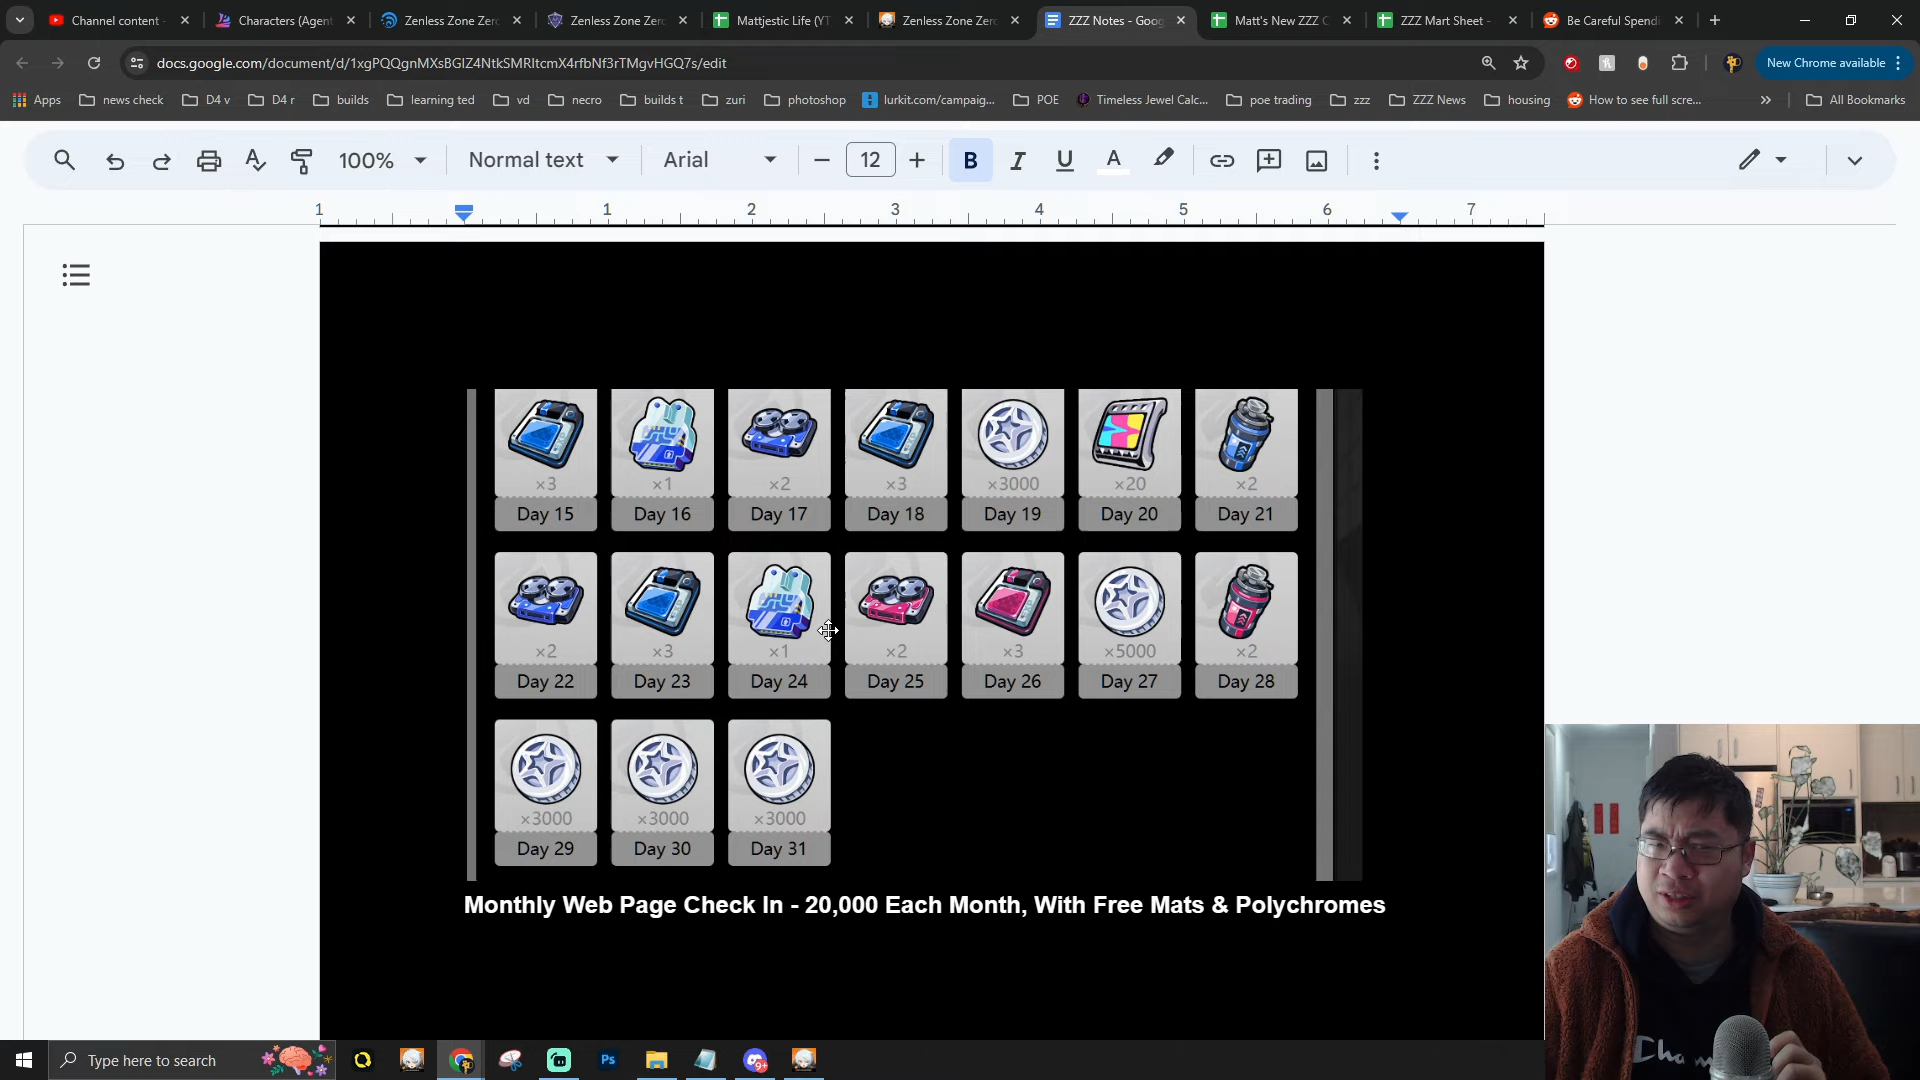 Channel content -
Characters (Agent
Zenless Zone Zero
Zenless Zone Zero
Mattjestic Life (YT
Zenless Zone Zero
ZZZ Notes - Goog
Matt's New ZZZ C
ZZZ Mart Sheet -
Be Careful Spendi
docs.google.com/document/d/1xgPQQgnMXsBGIZ4NtkSMRItcmX4rfbNf3rTMgvHGQ7s/edit
New Chrome available
Apps
news check
D4 v
D4 r
builds
learning ted
vd
necro
builds t
zuri
photoshop
lurkit.com/campaig...
POE
Timeless Jewel Calc...
poe trading
zzz
ZZZ News
housing
How to see full scre...
All Bookmarks
100%
Normal text
Arial
12
B
I
U
A
1 1 2 3 4 5 6 7
×3 ×1 ×2 ×3 ×3000 ×20 ×2
Day 15 Day 16 Day 17 Day 18 Day 19 Day 20 Day 21
×2 ×3 ×1 ×2 ×3 ×5000 ×2
Day 22 Day 23 Day 24 Day 25 Day 26 Day 27 Day 28
×3000 ×3000 ×3000
Day 29 Day 30 Day 31
Monthly Web Page Check In - 20,000 Each Month, With Free Mats & Polychromes
Type here to search
Ps
9+